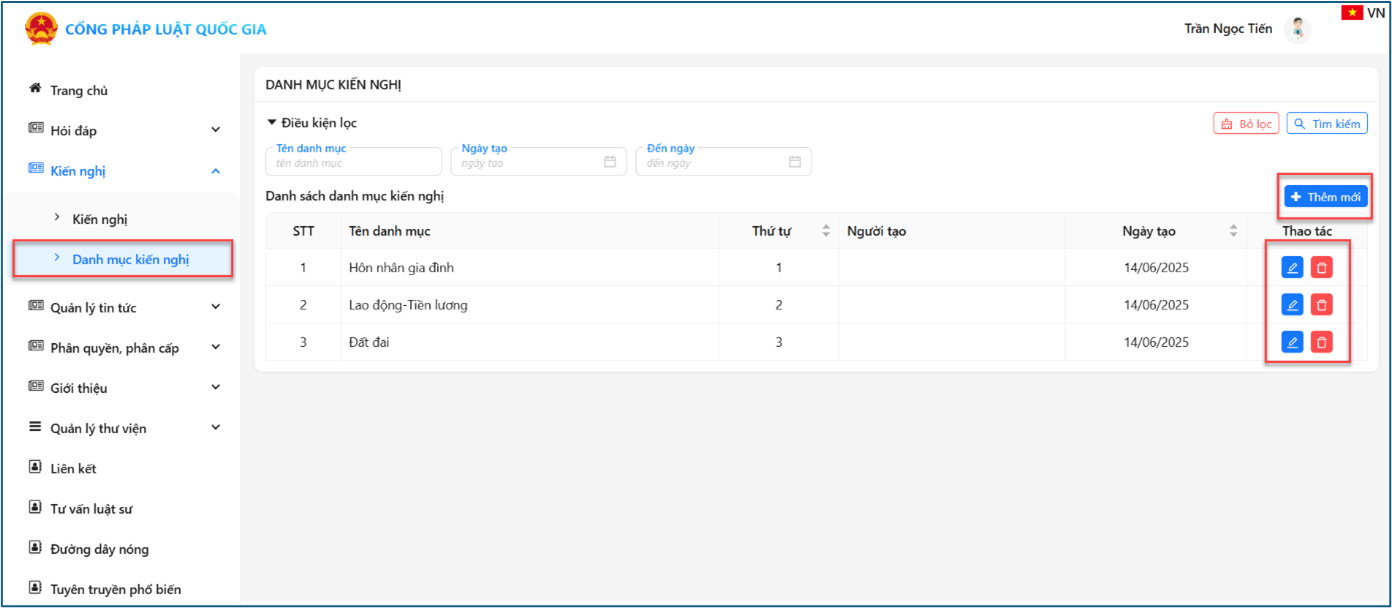 VN
CỔNG PHÁP LUẬT QUỐC GIA
Trần Ngọc Tiến
Trang chủ
Hỏi đáp
Kiến nghị
Kiến nghị
Danh mục kiến nghị
Quản lý tin tức
Phân quyền, phân cấp
Giới thiệu
Quản lý thư viện
Liên kết
Tư vấn luật sư
Đường dây nóng
Tuyên truyền phổ biến
DANH MỤC KIẾN NGHỊ
Điều kiện lọc
Bỏ lọc Tìm kiếm
Tên danh mục Ngày tạo Đến ngày
tên danh mục ngày tạo đến ngày
Danh sách danh mục kiến nghị
Thêm mới
STT Tên danh mục Thứ tự Người tạo Ngày tạo Thao tác
1 Hôn nhân gia đình 1 14/06/2025
2 Lao động-Tiền lương 2 14/06/2025
3 Đất đai 3 14/06/2025